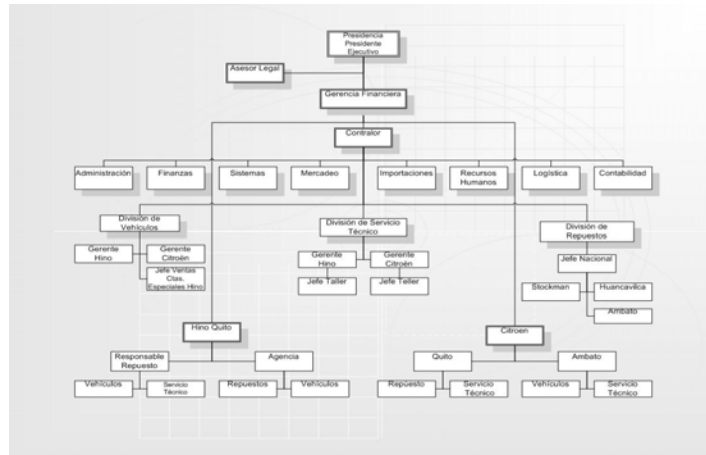 Presidencia
Presidente
Ejecutivo
Asesor Legal
Gerencia Financiera
Contralor
Administración
Finanzas
Sistemas
Mercadeo
Importaciones
Recursos
Humanos
Logística
Contabilidad
División de
Vehículos
División de Servicio
Técnico
División de
Repuestos
Gerente
Hino
Gerente
Citroën
Jefe Ventas
Ctas.
Especiales Hino
Gerente
Hino
Gerente
Citroën
Jefe Taller
Jefe Teller
Jefe Nacional
Stockman
Huancavilca
Ambato
Hino Quito
Citroen
Responsable
Repuesto
Agencia
Quito
Ambato
Vehículos
Servicio
Técnico
Repuestos
Vehículos
Repuesto
Servicio
Técnico
Vehículos
Servicio
Técnico